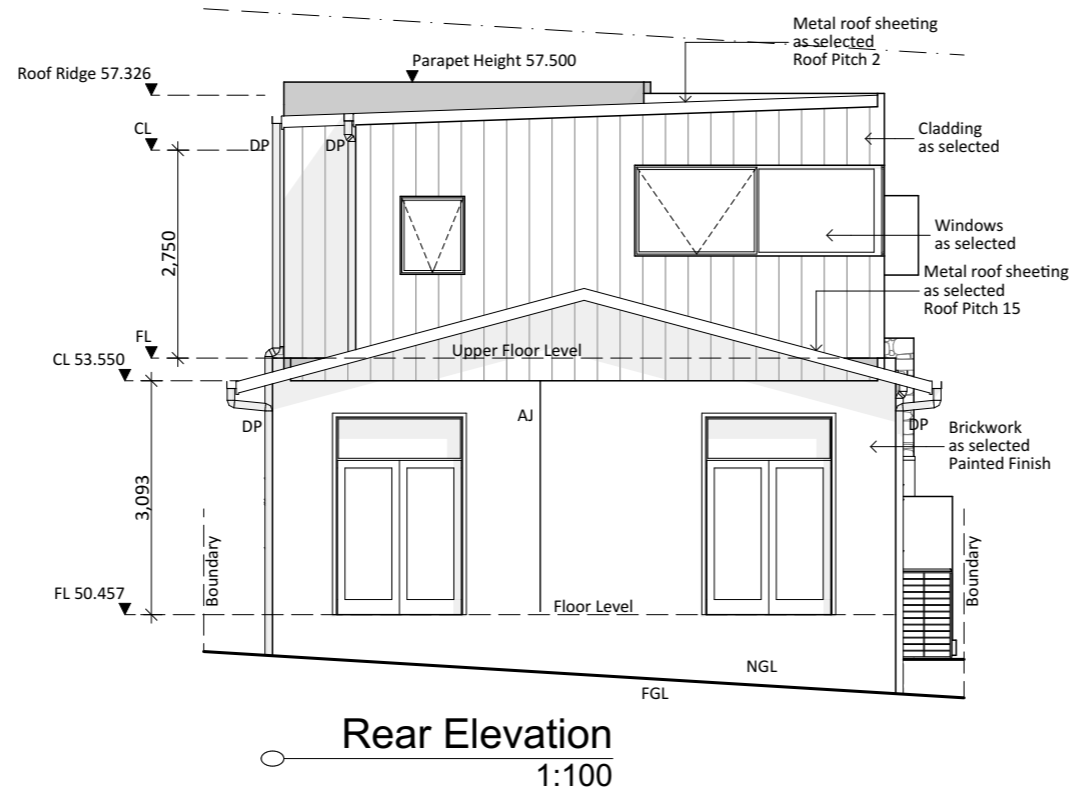 Metal roof sheeting
as selected
Roof Pitch 2
Parapet Height 57.500
Roof Ridge 57.326
CL
DP
DP
Cladding
as selected
2,750
Windows
as selected
Metal roof sheeting
as selected
Roof Pitch 15
FL
Upper Floor Level
CL 53.550
AJ
DP
DP
Brickwork
as selected
Painted Finish
3,093
Boundary
Boundary
FL 50.457
Floor Level
NGL
FGL
Rear Elevation
1:100